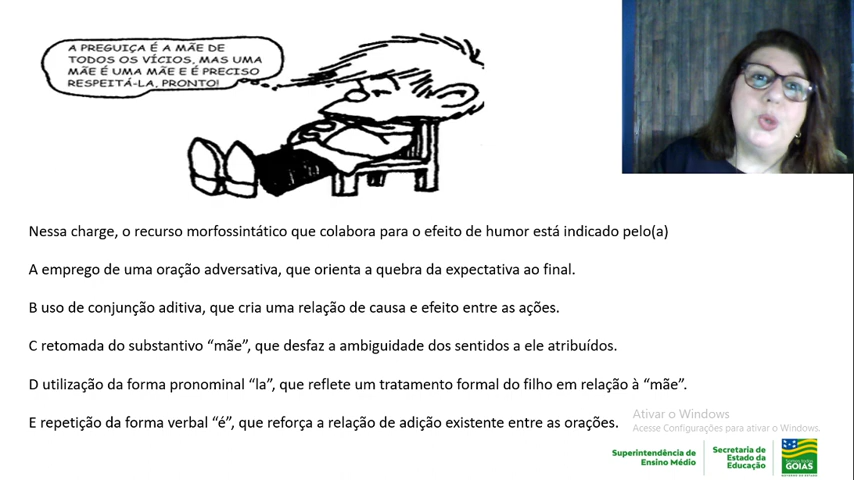 A PREGUIÇA É A MÃE DE
TODOS OS VÍCIOS, MAS UMA
MÃE É UMA MÃE E É PRECISO
RESPEITÁ-LA, PRONTO!
Nessa charge, o recurso morfossintático que colabora para o efeito de humor está indicado pelo(a)
A emprego de uma oração adversativa, que orienta a quebra da expectativa ao final.
B uso de conjunção aditiva, que cria uma relação de causa e efeito entre as ações.
C retomada do substantivo “mãe”, que desfaz a ambiguidade dos sentidos a ele atribuídos.
D utilização da forma pronominal “la”, que reflete um tratamento formal do filho em relação à “mãe”.
E repetição da forma verbal “é”, que reforça a relação de adição existente entre as orações.
Ativar o Windows
Acesse Configurações para ativar o Windows.
Superintendência de
Ensino Médio
Secretaria de
Estado da
Educação
GOIÁS